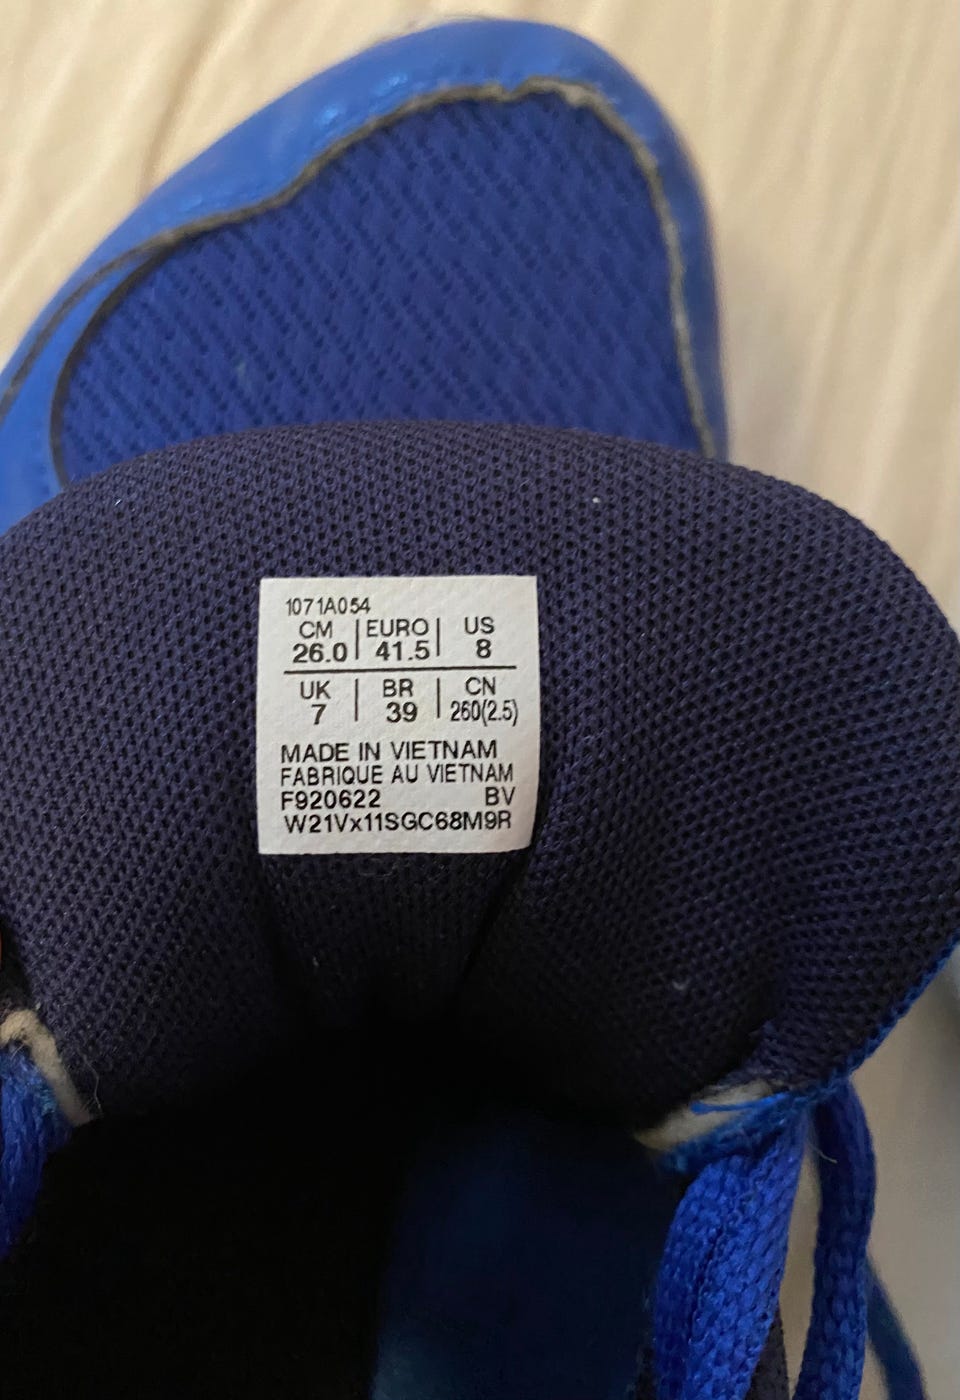 1071A054
CM | EURO | US
26.0 | 41.5 | 8
UK | BR | CN
7 | 39 | 260(2.5)
MADE IN VIETNAM
FABRIQUE AU VIETNAM
F920622 BV
W21Vx11SGC68M9R